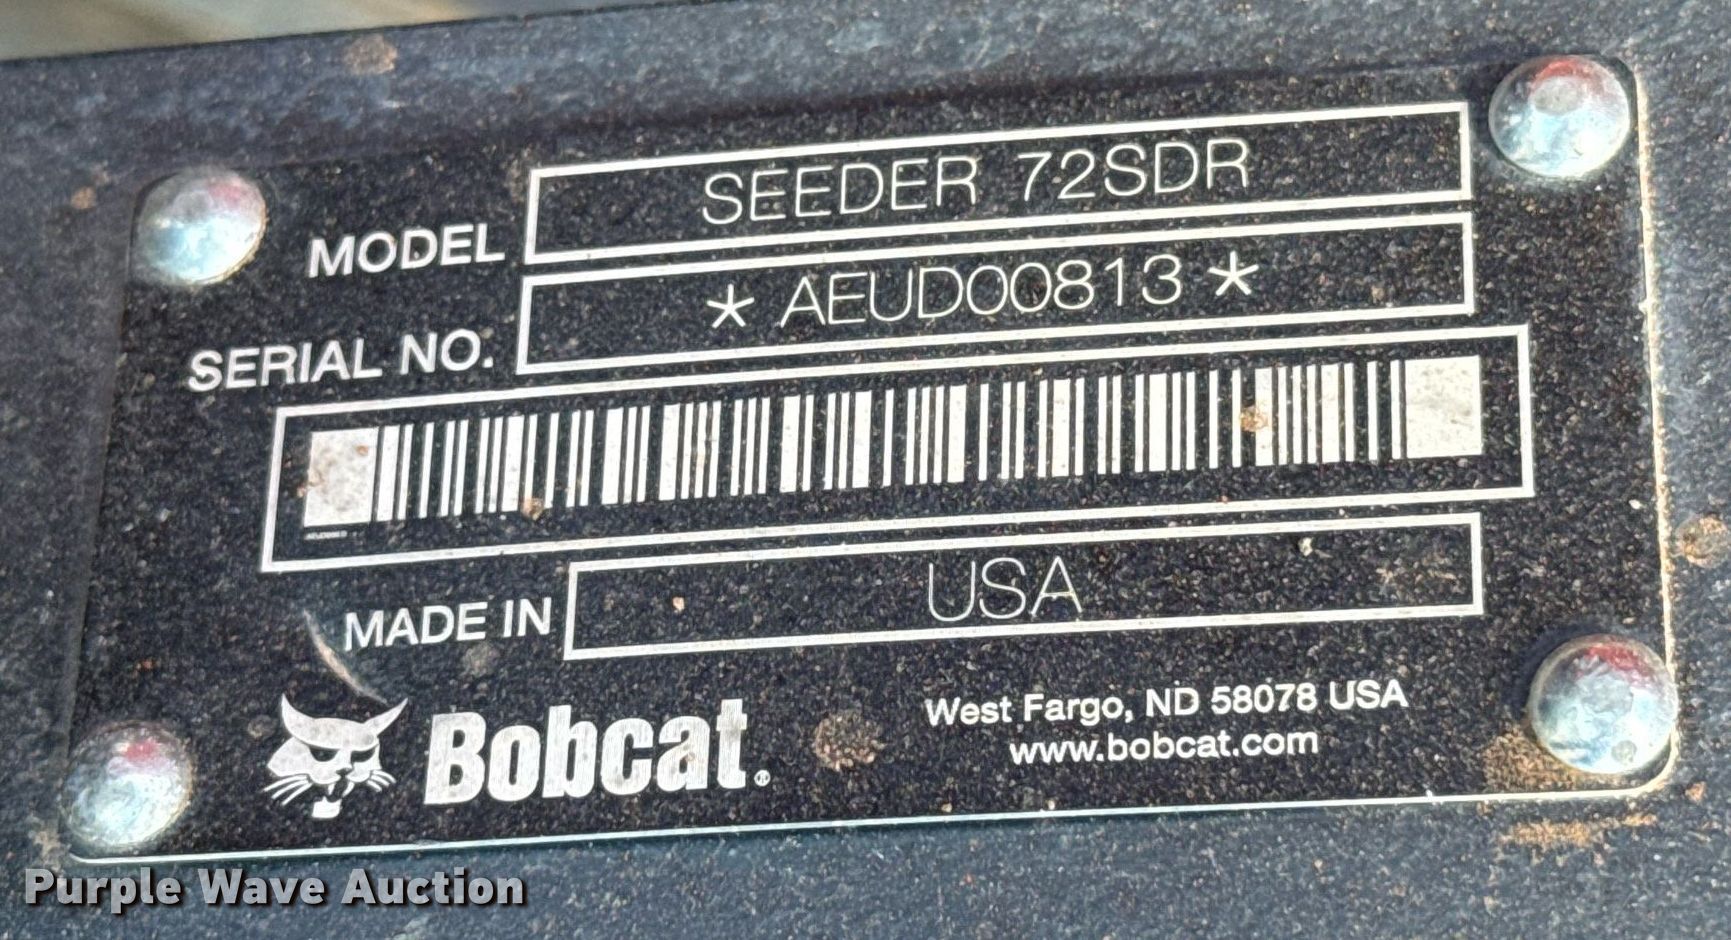 MODEL SEEDER 72SDR
SERIAL NO. * AEUD00813 *
MADE IN USA
Bobcat®
West Fargo, ND 58078 USA
www.bobcat.com
Purple Wave Auction